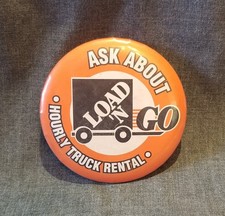 ASK ABOUT
LOAD
'N
GO
• HOURLY TRUCK RENTAL •